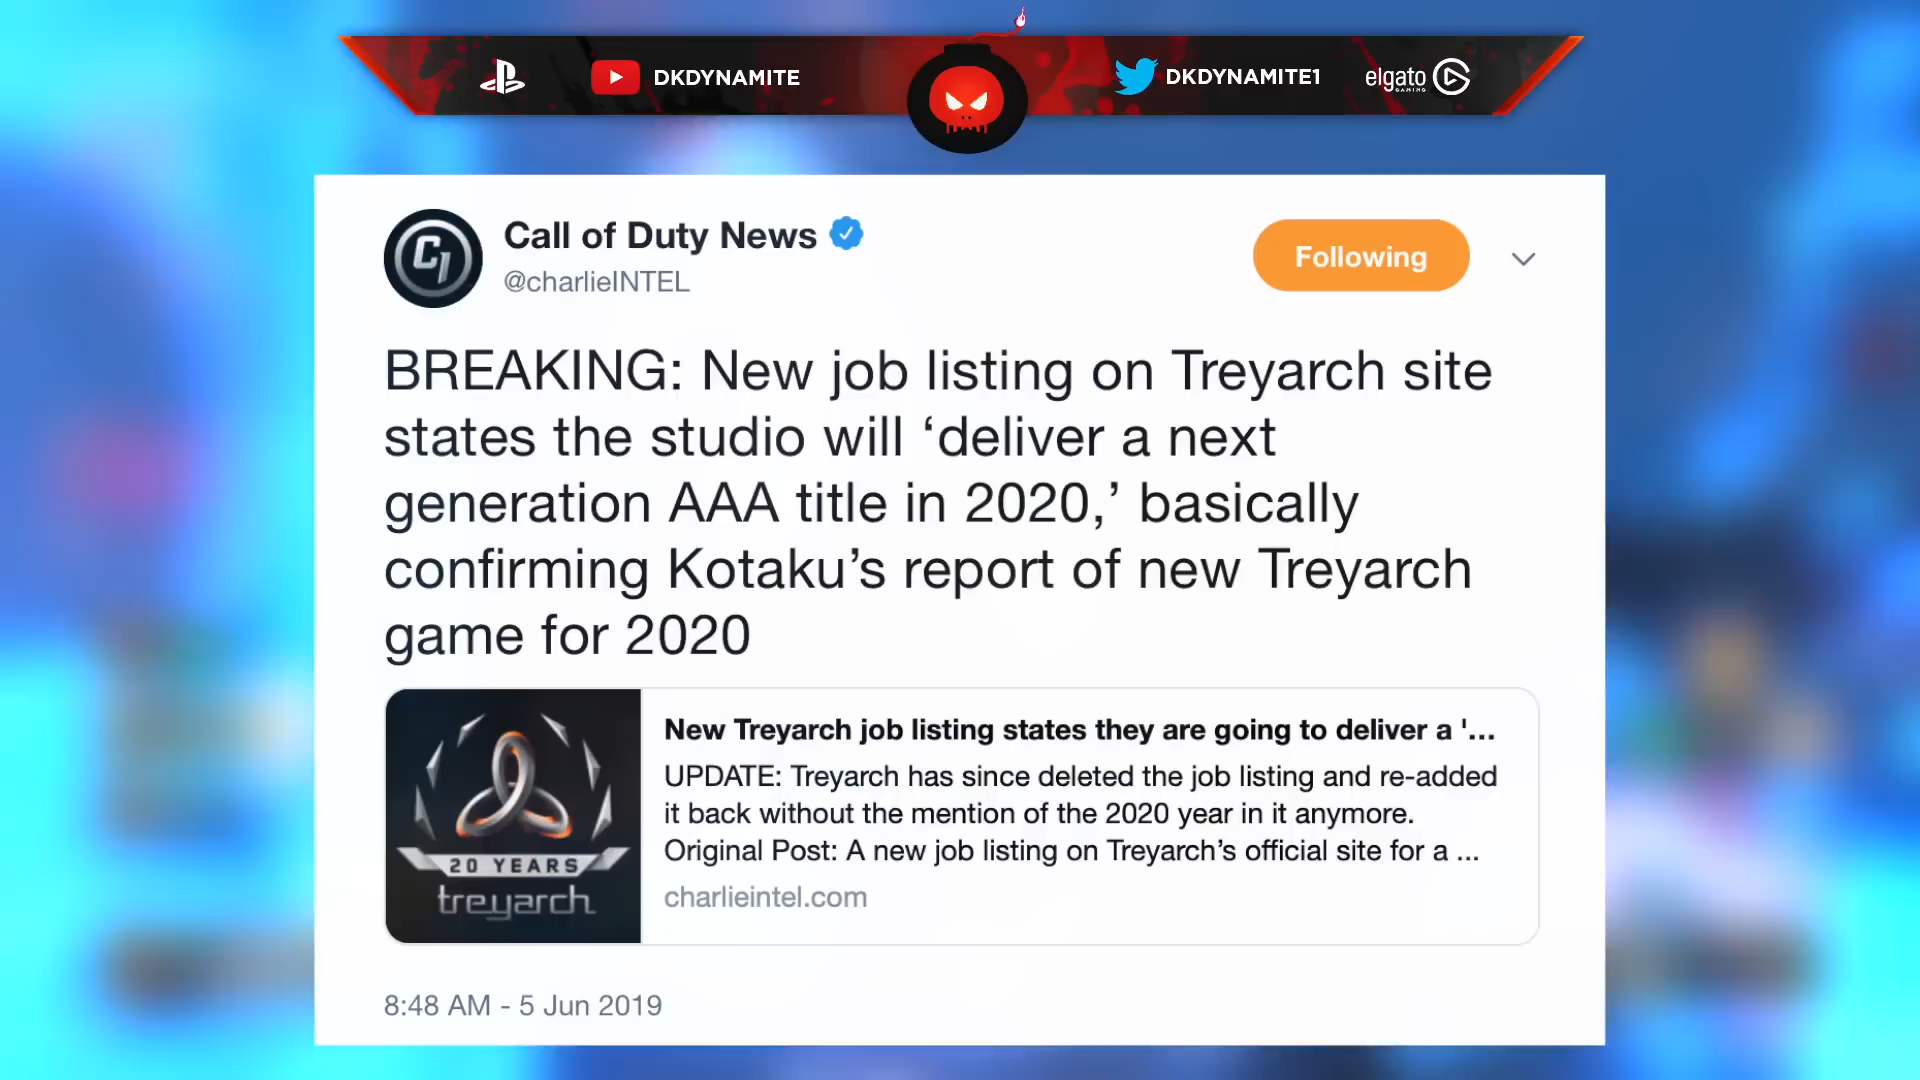 DKDYNAMITE
DKDYNAMITE1
elgato
GAMING
Call of Duty News
@charlieINTEL
Following
BREAKING: New job listing on Treyarch site
states the studio will ‘deliver a next
generation AAA title in 2020,’ basically
confirming Kotaku’s report of new Treyarch
game for 2020
20 YEARS
treyarch
New Treyarch job listing states they are going to deliver a '...
UPDATE: Treyarch has since deleted the job listing and re-added
it back without the mention of the 2020 year in it anymore.
Original Post: A new job listing on Treyarch’s official site for a ...
charlieintel.com
8:48 AM - 5 Jun 2019